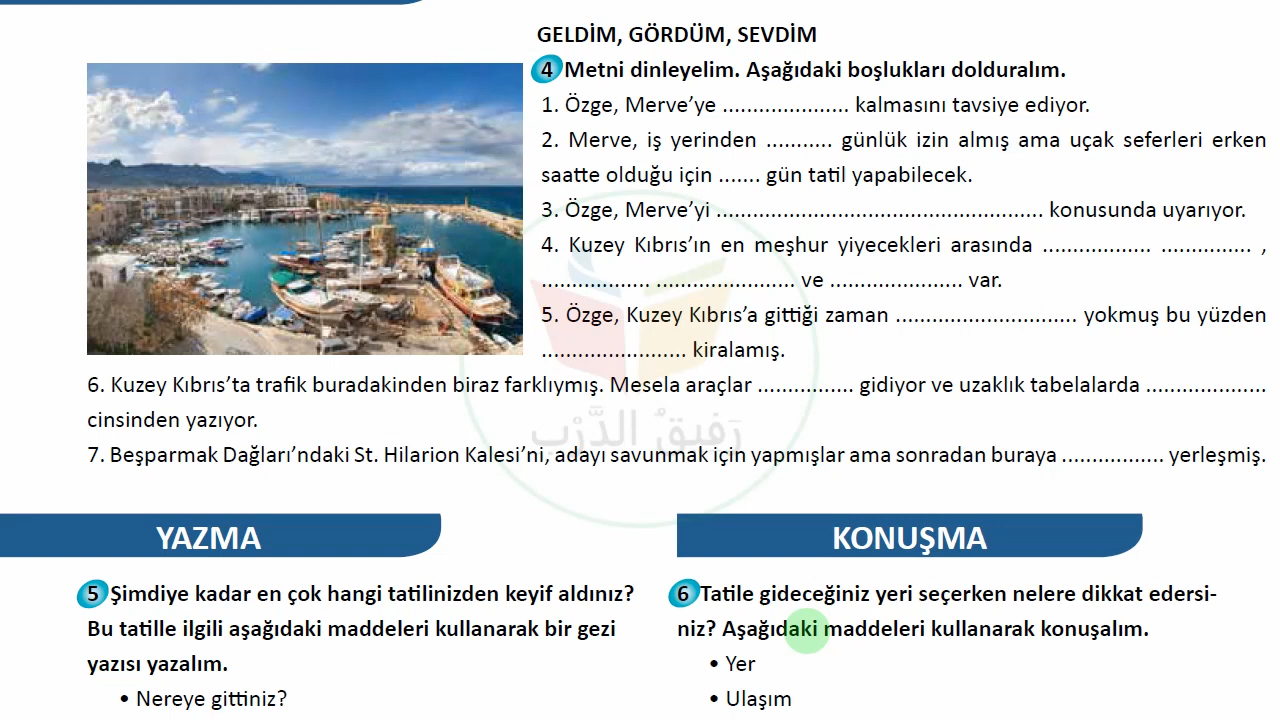 GELDİM, GÖRDÜM, SEVDİM
4 Metni dinleyelim. Aşağıdaki boşlukları dolduralım.
1. Özge, Merve’ye ..................... kalmasını tavsiye ediyor.
2. Merve, iş yerinden ........... günlük izin almış ama uçak seferleri erken
saatte olduğu için ....... gün tatil yapabilecek.
3. Özge, Merve’yi ...................................................... konusunda uyarıyor.
4. Kuzey Kıbrıs’ın en meşhur yiyecekleri arasında .................. ............... ,
.................. ....................... ve ...................... var.
5. Özge, Kuzey Kıbrıs’a gittiği zaman .............................. yokmuş bu yüzden
........................ kiralamış.
6. Kuzey Kıbrıs’ta trafik buradakinden biraz farklıymış. Mesela araçlar ................ gidiyor ve uzaklık tabelalarda ....................
cinsinden yazıyor.
رَفيقُ الدَّرْب
7. Beşparmak Dağları’ndaki St. Hilarion Kalesi’ni, adayı savunmak için yapmışlar ama sonradan buraya ................. yerleşmiş.
YAZMA
5 Şimdiye kadar en çok hangi tatilinizden keyif aldınız?
Bu tatille ilgili aşağıdaki maddeleri kullanarak bir gezi
yazısı yazalım.
• Nereye gittiniz?
KONUŞMA
6 Tatile gideceğiniz yeri seçerken nelere dikkat edersi-
niz? Aşağıdaki maddeleri kullanarak konuşalım.
• Yer
• Ulaşım